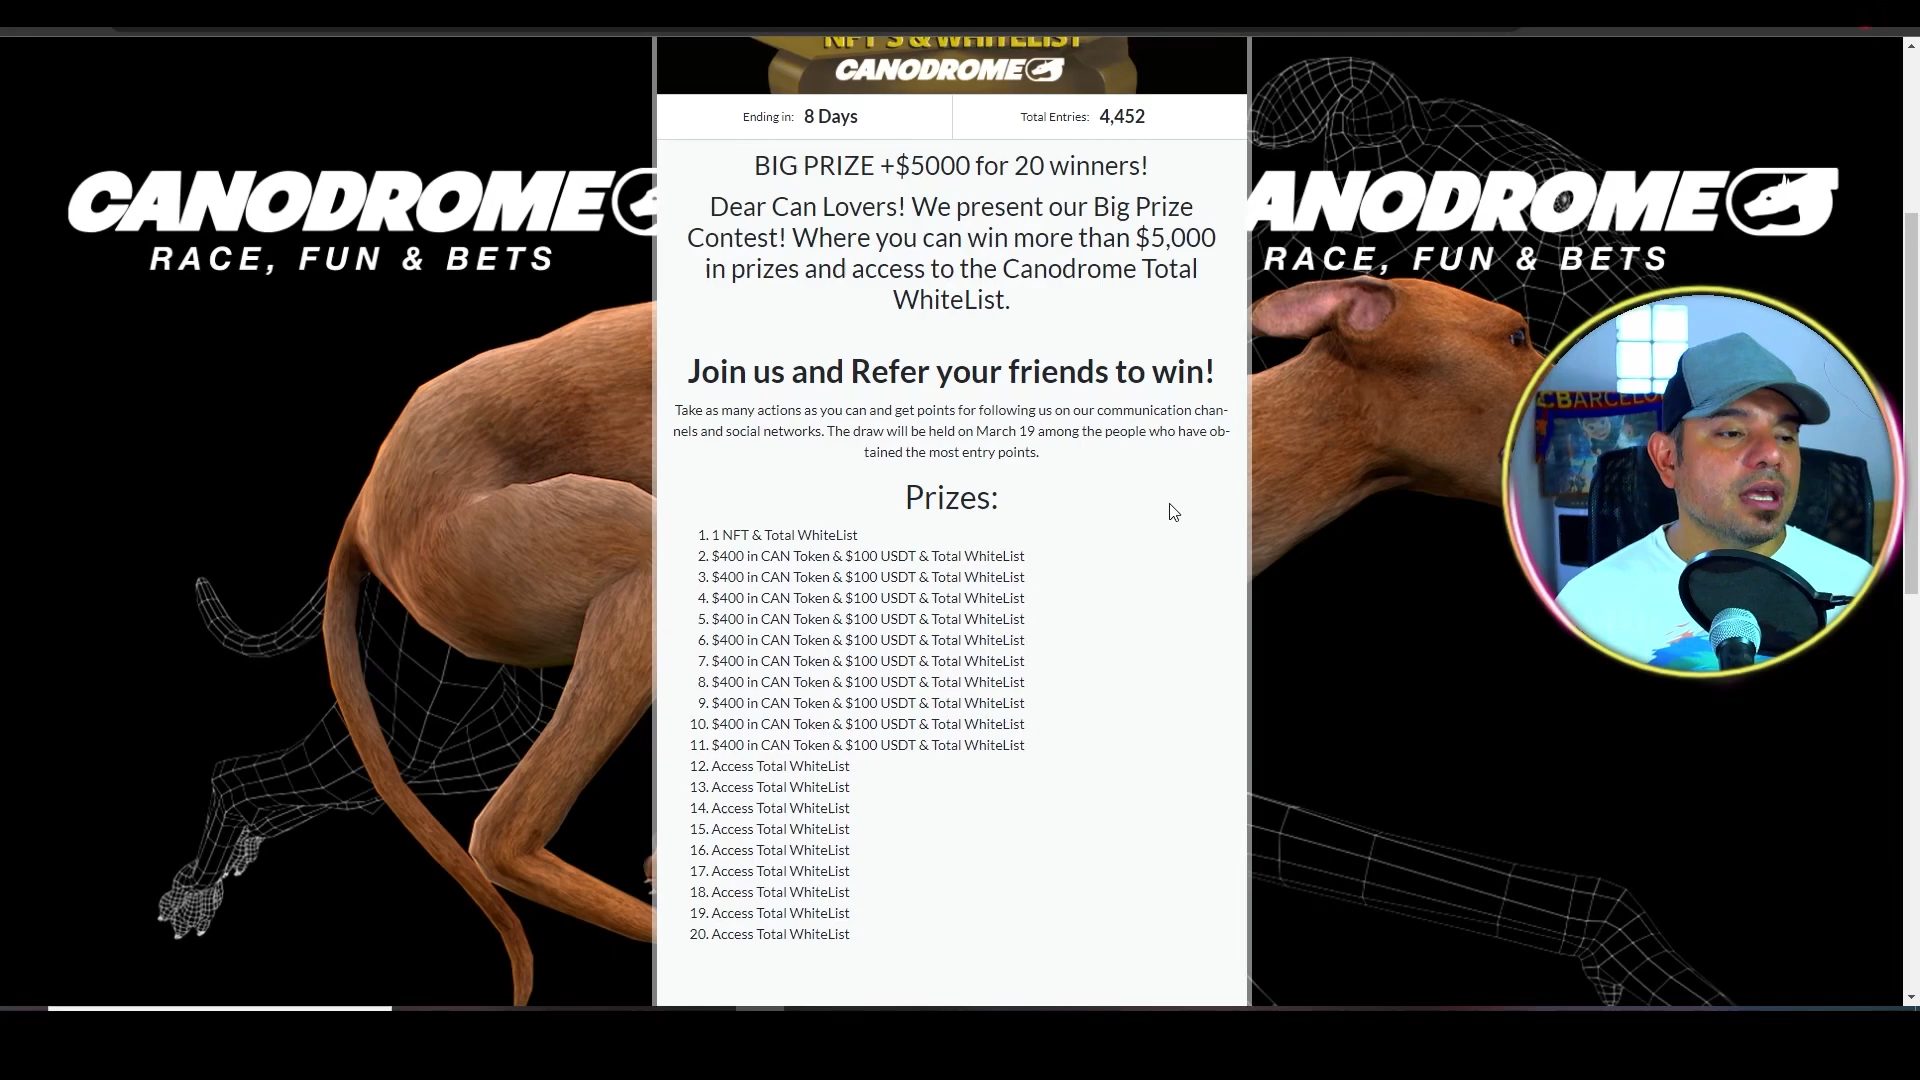 NFT'S & WHITELIST
CANODROME
Ending in: 8 Days
Total Entries: 4,452
CANODROME
RACE, FUN & BETS
BIG PRIZE +$5000 for 20 winners!
Dear Can Lovers! We present our Big Prize
Contest! Where you can win more than $5,000
in prizes and access to the Canodrome Total
WhiteList.
Join us and Refer your friends to win!
Take as many actions as you can and get points for following us on our communication chan-
nels and social networks. The draw will be held on March 19 among the people who have ob-
tained the most entry points.
Prizes:
1. 1 NFT & Total WhiteList
2. $400 in CAN Token & $100 USDT & Total WhiteList
3. $400 in CAN Token & $100 USDT & Total WhiteList
4. $400 in CAN Token & $100 USDT & Total WhiteList
5. $400 in CAN Token & $100 USDT & Total WhiteList
6. $400 in CAN Token & $100 USDT & Total WhiteList
7. $400 in CAN Token & $100 USDT & Total WhiteList
8. $400 in CAN Token & $100 USDT & Total WhiteList
9. $400 in CAN Token & $100 USDT & Total WhiteList
10. $400 in CAN Token & $100 USDT & Total WhiteList
11. $400 in CAN Token & $100 USDT & Total WhiteList
12. Access Total WhiteList
13. Access Total WhiteList
14. Access Total WhiteList
15. Access Total WhiteList
16. Access Total WhiteList
17. Access Total WhiteList
18. Access Total WhiteList
19. Access Total WhiteList
20. Access Total WhiteList
ANODROME
RACE, FUN & BETS